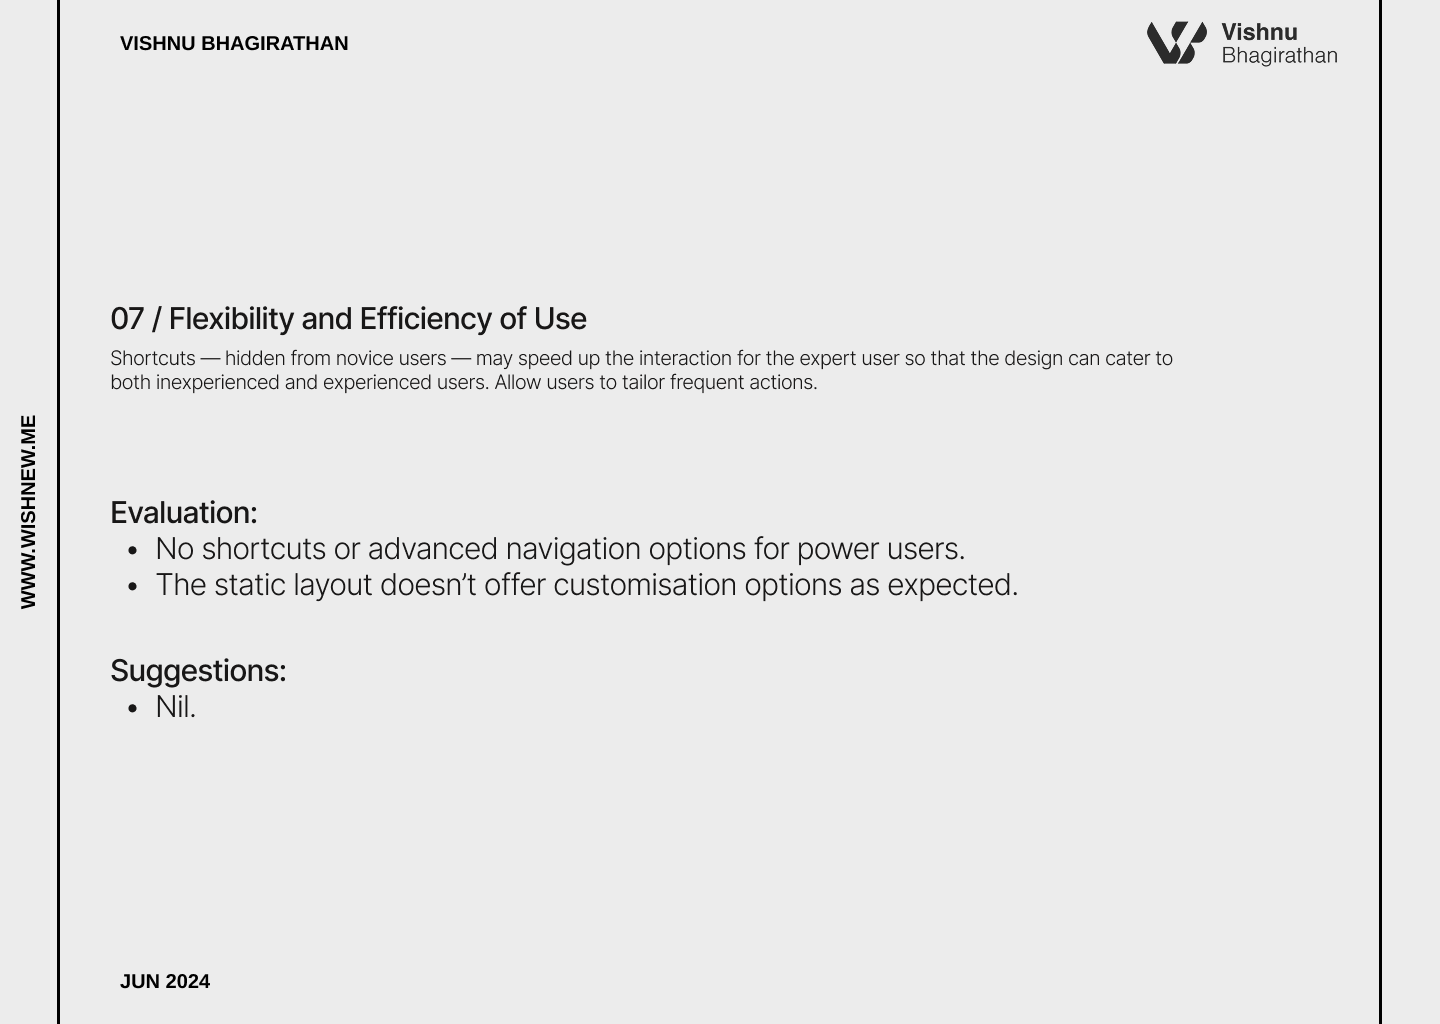 VISHNU BHAGIRATHAN
Vishnu
Bhagirathan
07 / Flexibility and Efficiency of Use
Shortcuts — hidden from novice users — may speed up the interaction for the expert user so that the design can cater to
both inexperienced and experienced users. Allow users to tailor frequent actions.
WWW.WISHNEW.ME
Evaluation:
• No shortcuts or advanced navigation options for power users.
• The static layout doesn’t offer customisation options as expected.
Suggestions:
• Nil.
JUN 2024